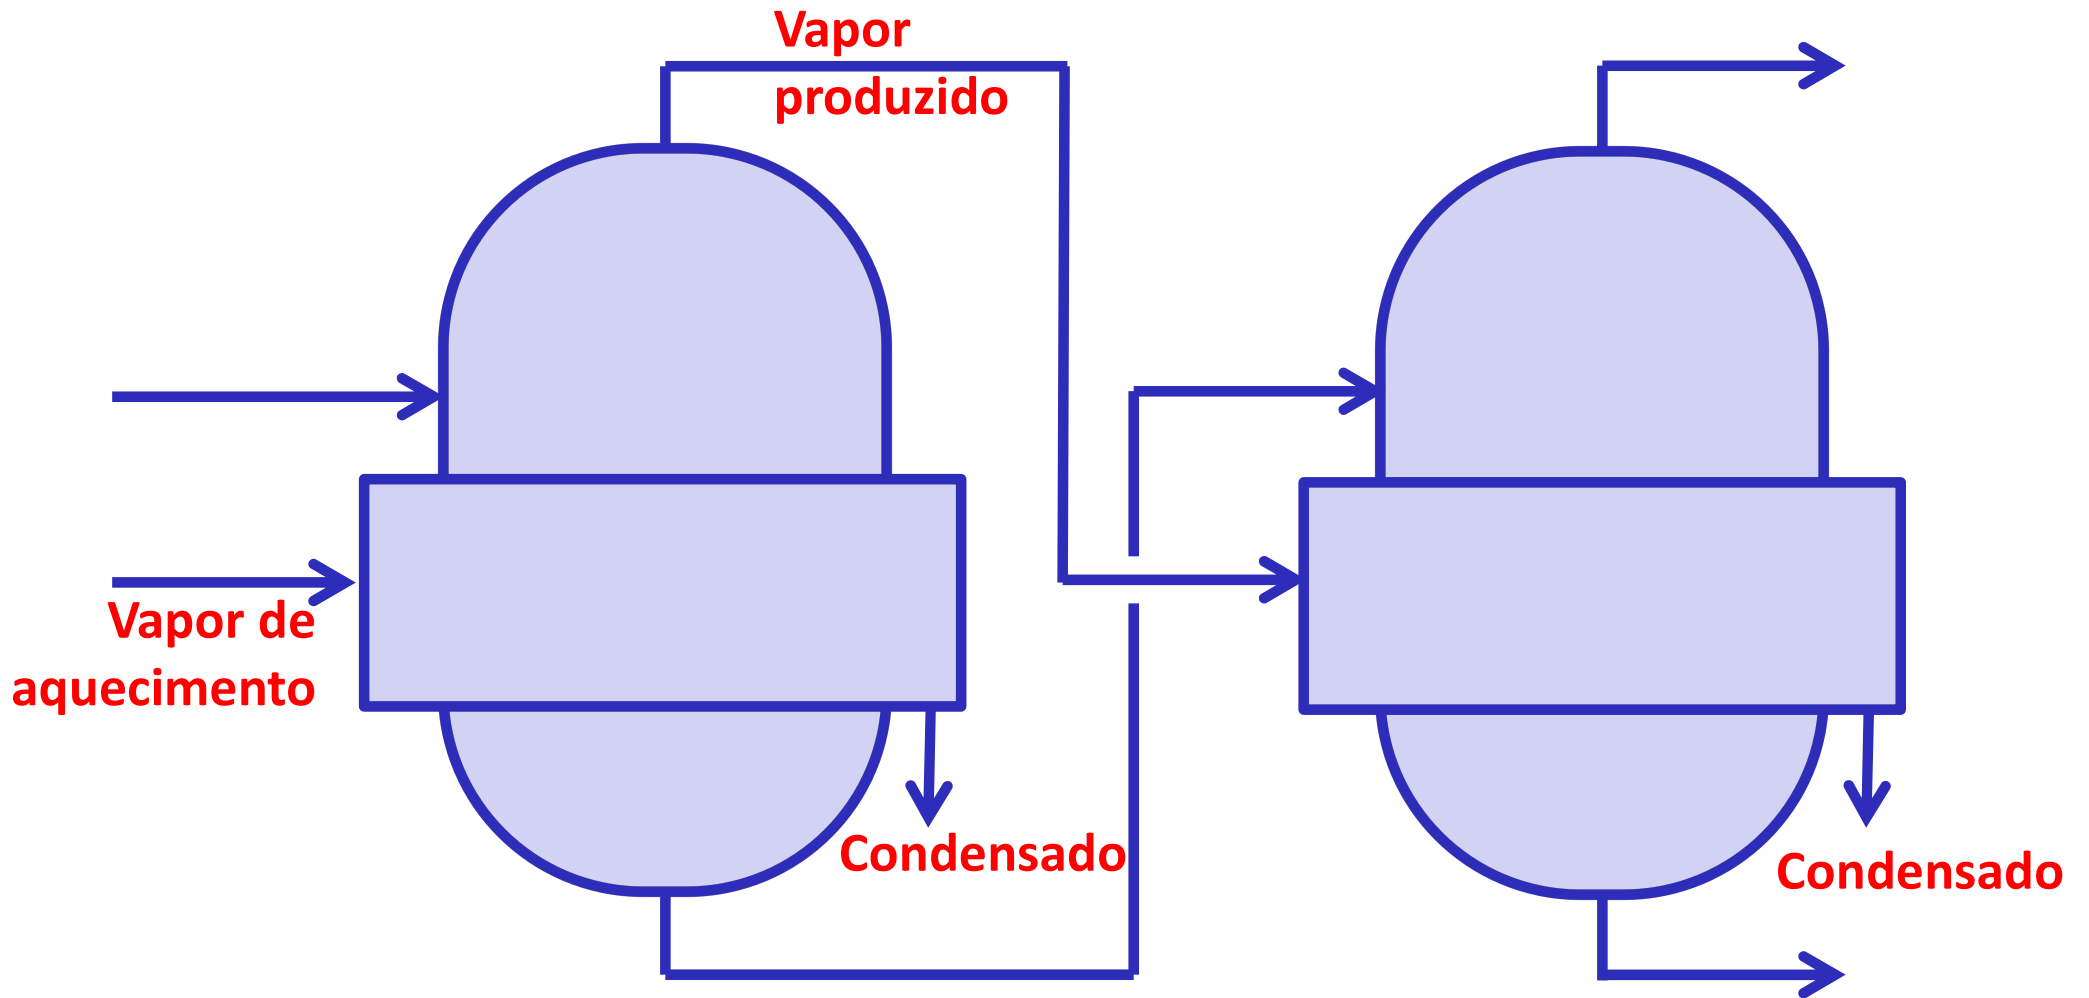 Vapor
produzido
Vapor de
aquecimento
Condensado
Condensado